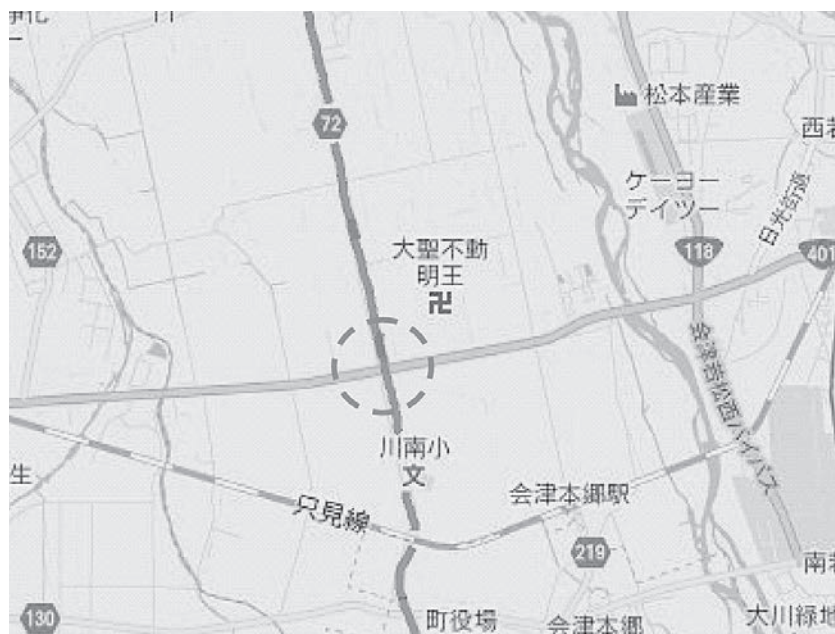 72
松本産業
西若
ケーヨー
デイツー
日光街道
152
大聖不動
明王
118
401
会津若松西バイパス
川南小
文
生
会津本郷駅
只見線
219
南若
130
町役場
会津本郷
大川緑地